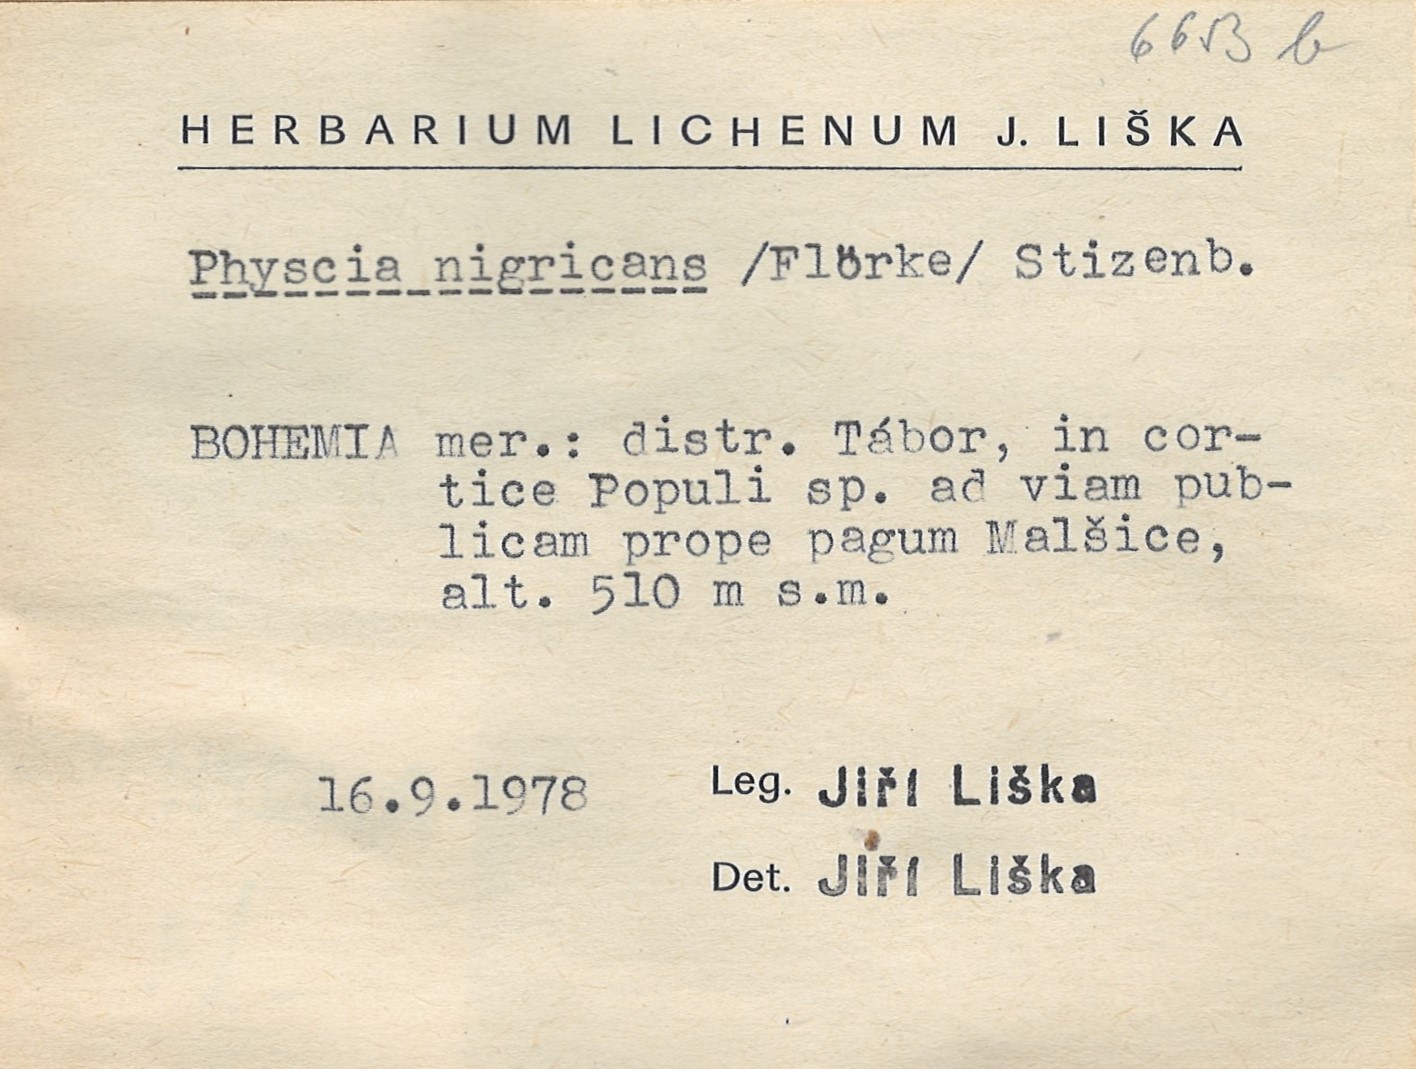 6653 b
HERBARIUM LICHENUM J. LIŠKA
Physcia nigricans /Flörke/ Stizenb.
BOHEMIA mer.: distr. Tábor, in cor-
tice Populi sp. ad viam pub-
licam prope pagum Malšice,
alt. 510 m s.m.
16.9.1978 Leg. Jiří Liška
Det. Jiří Liška